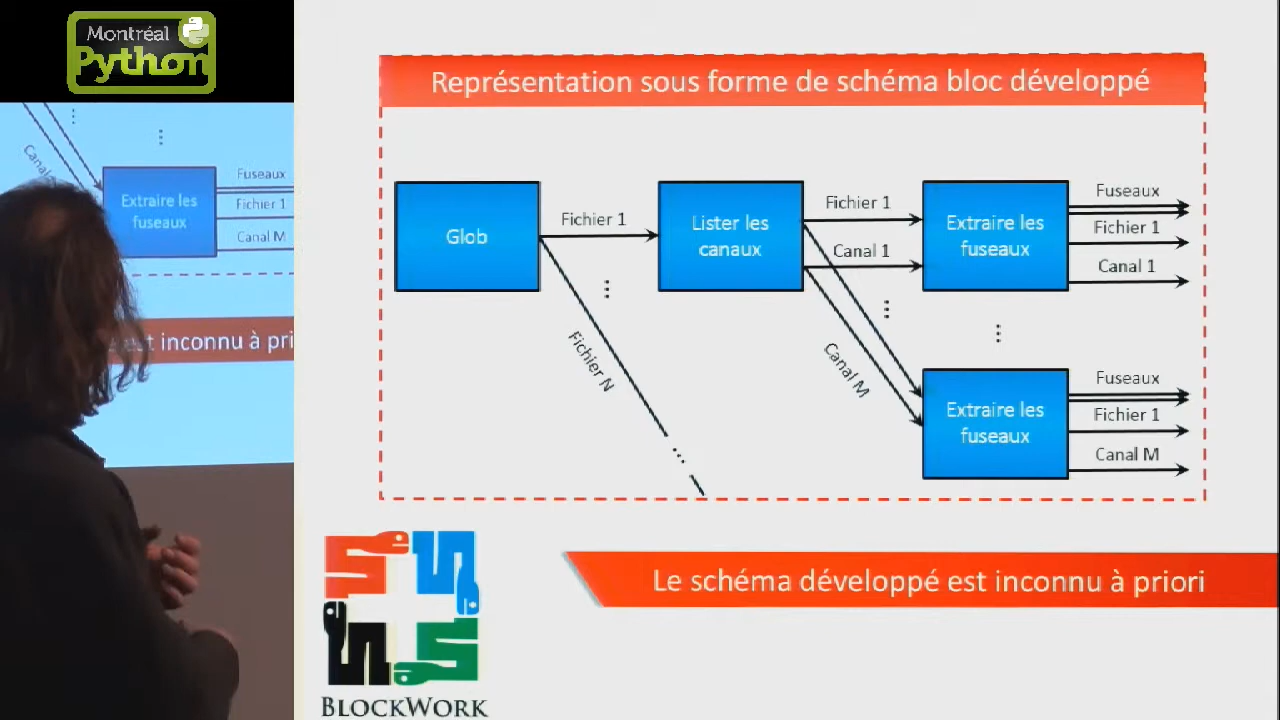 Montréal
Python
Canal
Extraire les
fuseaux
Fuseaux
Fichier 1
Canal M
est inconnu à pri
Représentation sous forme de schéma bloc développé
Glob
Fichier 1
Fichier N
Lister les
canaux
Fichier 1
Canal 1
Canal M
Extraire les
fuseaux
Fuseaux
Fichier 1
Canal 1
Extraire les
fuseaux
Fuseaux
Fichier 1
Canal M
Le schéma développé est inconnu à priori
BLOCKWORK